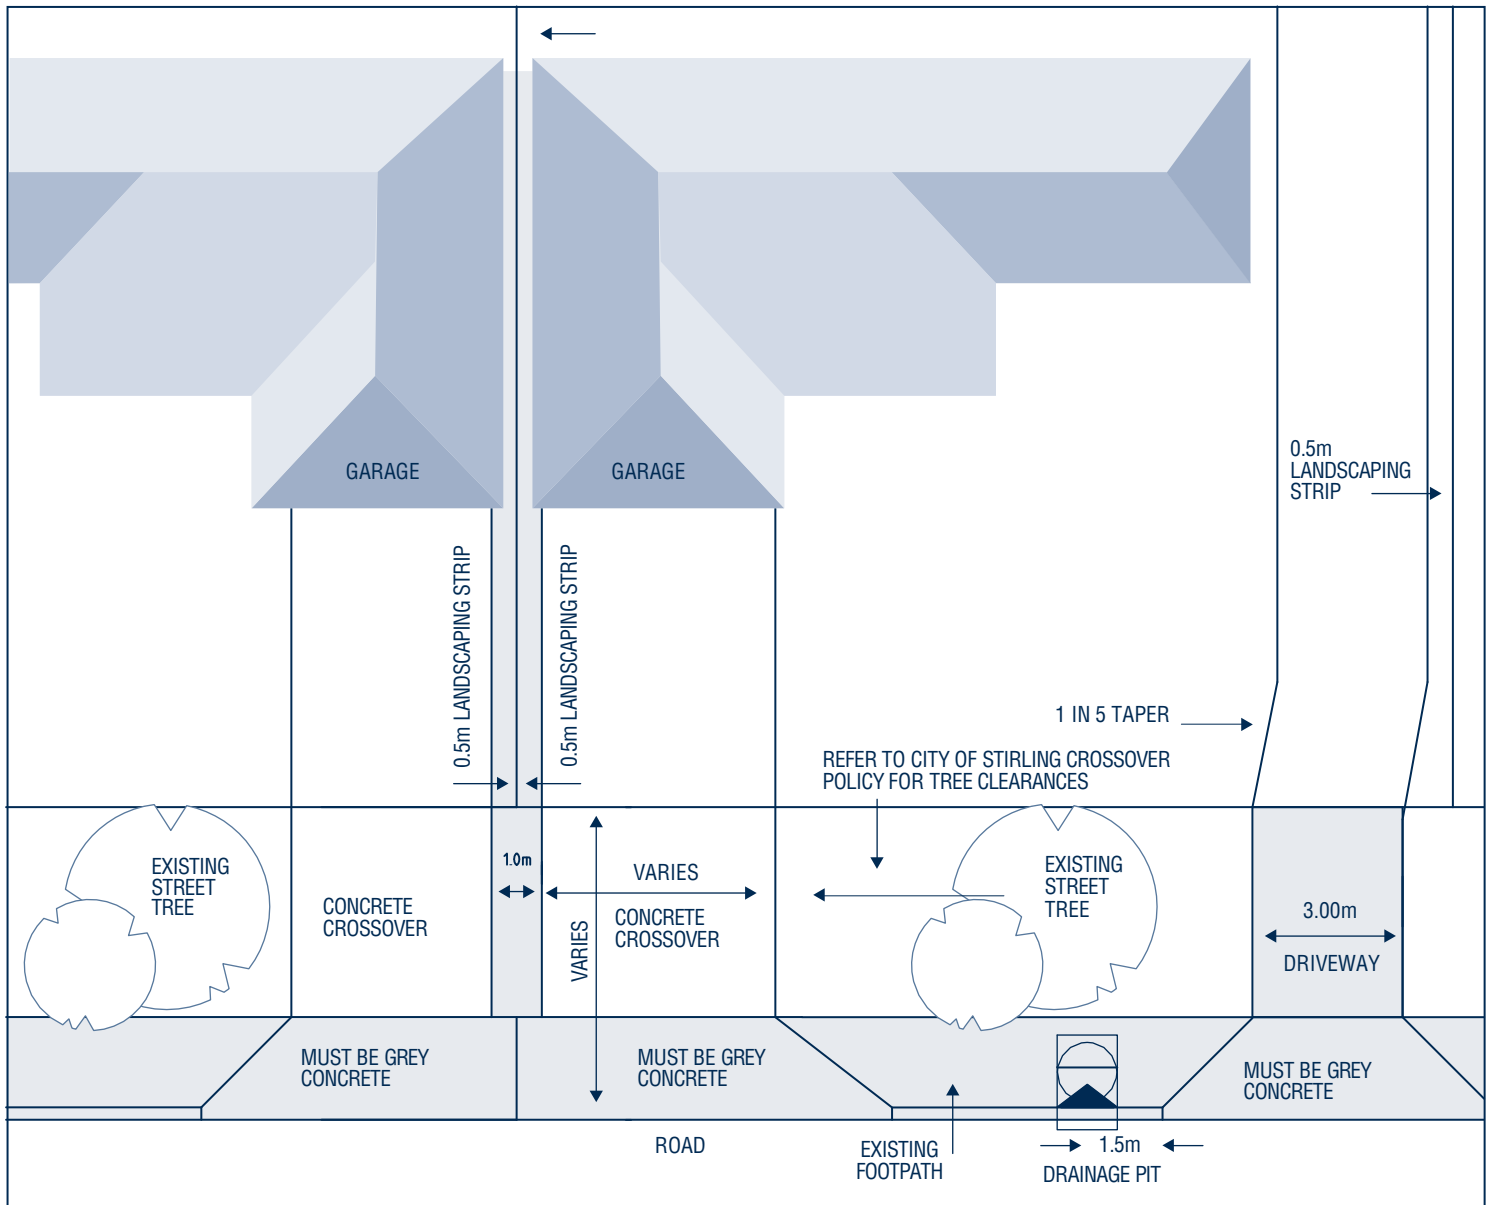 GARAGE
GARAGE
0.5m
LANDSCAPING
STRIP
0.5m LANDSCAPING STRIP
0.5m LANDSCAPING STRIP
1 IN 5 TAPER
REFER TO CITY OF STIRLING CROSSOVER
POLICY FOR TREE CLEARANCES
EXISTING
STREET
TREE
CONCRETE
CROSSOVER
1.0m
VARIES
VARIES
CONCRETE
CROSSOVER
EXISTING
STREET
TREE
3.00m
DRIVEWAY
MUST BE GREY
CONCRETE
MUST BE GREY
CONCRETE
MUST BE GREY
CONCRETE
ROAD
EXISTING
FOOTPATH
1.5m
DRAINAGE PIT